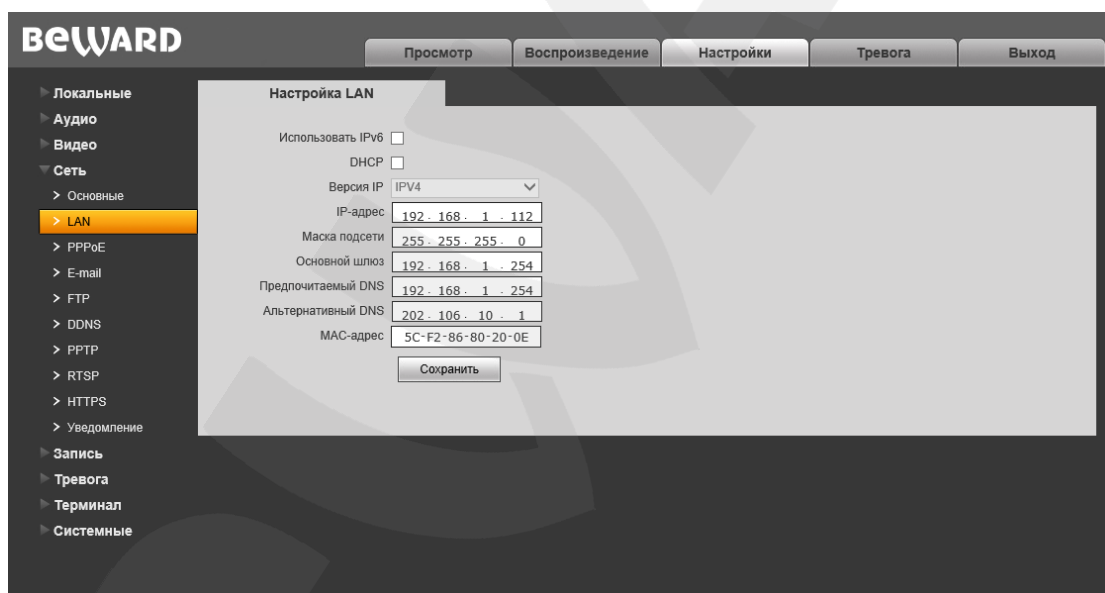 BEWARD
Просмотр
Воспроизведение
Настройки
Тревога
Выход
Локальные
Аудио
Видео
Сеть
> Основные
> LAN
> PPPoE
> E-mail
> FTP
> DDNS
> PPTP
> RTSP
> HTTPS
> Уведомление
Запись
Тревога
Терминал
Системные
Настройка LAN
Использовать IPv6
DHCP
Версия IP IPV4
IP-адрес 192 . 168 . 1 . 112
Маска подсети 255 . 255 . 255 . 0
Основной шлюз 192 . 168 . 1 . 254
Предпочитаемый DNS 192 . 168 . 1 . 254
Альтернативный DNS 202 . 106 . 10 . 1
MAC-адрес 5C-F2-86-80-20-0E
Сохранить